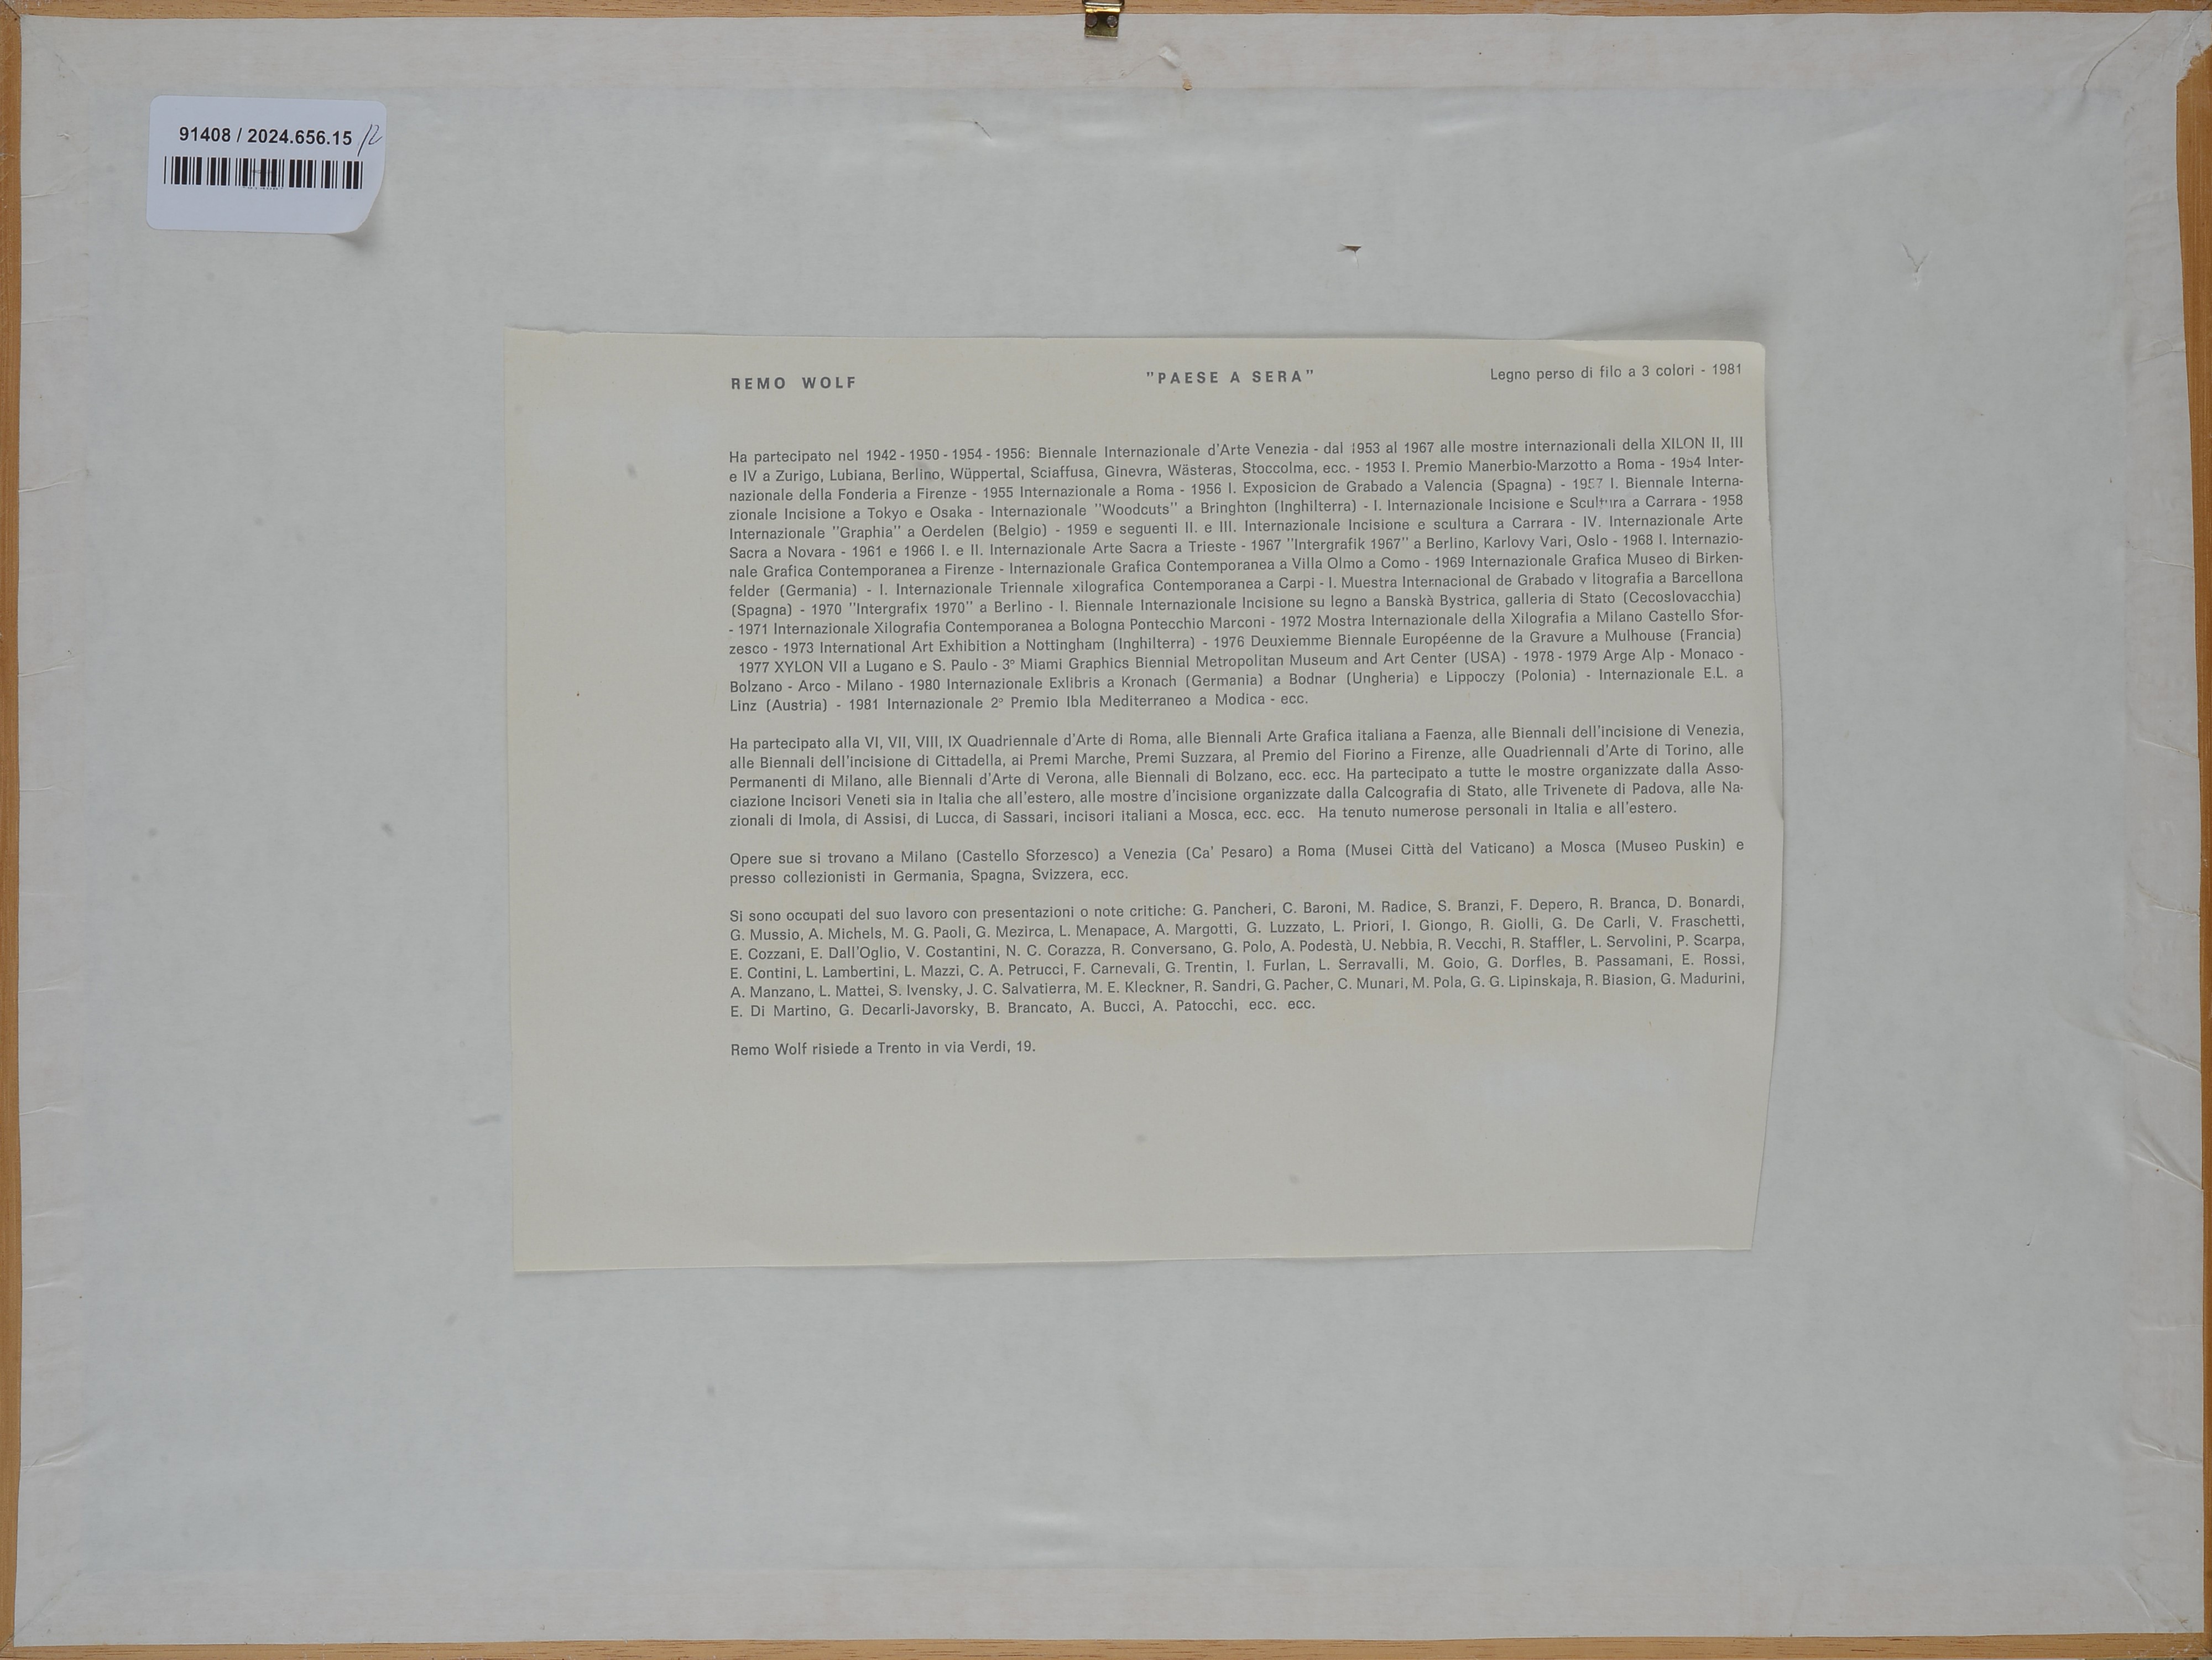 91408 / 2024.656.15 /2
REMO WOLF "PAESE A SERA" Legno perso di filo a 3 colori - 1981
Ha partecipato nel 1942 - 1950 - 1954 - 1956: Biennale Internazionale d'Arte Venezia - dal 1953 al 1967 alle mostre internazionali della XILON II, III
e IV a Zurigo, Lubiana, Berlino, Wüppertal, Sciaffusa, Ginevra, Wästeras, Stoccolma, ecc. - 1953 I. Premio Manerbio-Marzotto a Roma - 1954 Inter-
nazionale della Fonderia a Firenze - 1955 Internazionale a Roma - 1956 I. Exposicion de Grabado a Valencia (Spagna) - 1957 I. Biennale Interna-
zionale Incisione a Tokyo e Osaka - Internazionale "Woodcuts" a Bringhton (Inghilterra) - I. Internazionale Incisione e Scultura a Carrara - 1958
Internazionale "Graphia" a Oerdelen (Belgio) - 1959 e seguenti II. e III. Internazionale Incisione e scultura a Carrara - IV. Internazionale Arte
Sacra a Novara - 1961 e 1966 I. e II. Internazionale Arte Sacra a Trieste - 1967 "Intergrafik 1967" a Berlino, Karlovy Vari, Oslo - 1968 I. Internazio-
nale Grafica Contemporanea a Firenze - Internazionale Grafica Contemporanea a Villa Olmo a Como - 1969 Internazionale Grafica Museo di Birken-
felder (Germania) - I. Internazionale Triennale xilografica Contemporanea a Carpi - I. Muestra Internacional de Grabado v litografia a Barcellona
(Spagna) - 1970 "Intergrafix 1970" a Berlino - I. Riennale Internazionale Incisione su legno a Banskà Bystrica, galleria di Stato (Cecoslovacchia)
- 1971 Internazionale Xilografia Contemporanea a Bologna Pontecchio Marconi - 1972 Mostra Internazionale della Xilografia a Milano Castello Sfor-
zesco - 1973 International Art Exhibition a Nottingham (Inghilterra) - 1976 Deuxiemme Biennale Européenne de la Gravure a Mulhouse (Francia)
1977 XYLON VII a Lugano e S. Paulo - 3° Miami Graphics Biennial Metropolitan Museum and Art Center (USA) - 1978 - 1979 Arge Alp - Monaco -
Bolzano - Arco - Milano - 1980 Internazionale Exlibris a Kronach (Germania) a Bodnar (Ungheria) e Lippoczy (Polonia) - Internazionale E.L. a
Linz (Austria) - 1981 Internazionale 2° Premio Ibla Mediterraneo a Modica - ecc.
Ha partecipato alla VI, VII, VIII, IX Quadriennale d'Arte di Roma, alle Biennali Arte Grafica italiana a Faenza, alle Biennali dell'incisione di Venezia,
alle Biennali dell'incisione di Cittadella, ai Premi Marche, Premi Suzzara, al Premio del Fiorino a Firenze, alle Quadriennali d'Arte di Torino, alle
Permanenti di Milano, alle Biennali d'Arte di Verona, alle Biennali di Bolzano, ecc. ecc. Ha partecipato a tutte le mostre organizzate dalla Asso-
ciazione Incisori Veneti sia in Italia che all'estero, alle mostre d'incisione organizzate dalla Calcografia di Stato, alle Trivenete di Padova, alle Na-
zionali di Imola, di Assisi, di Lucca, di Sassari, incisori italiani a Mosca, ecc. ecc. Ha tenuto numerose personali in Italia e all'estero.
Opere sue si trovano a Milano (Castello Sforzesco) a Venezia (Ca' Pesaro) a Roma (Musei Città del Vaticano) a Mosca (Museo Puskin) e
presso collezionisti in Germania, Spagna, Svizzera, ecc.
Si sono occupati del suo lavoro con presentazioni o note critiche: G. Pancheri, C. Baroni, M. Radice, S. Branzi, F. Depero, R. Branca, D. Bonardi,
G. Mussio, A. Michels, M. G. Paoli, G. Mezirca, L. Menapace, A. Margotti, G. Luzzato, L. Priori, I. Giongo, R. Giolli, G. De Carli, V. Fraschetti,
E. Cozzani, E. Dall'Oglio, V. Costantini, N. C. Corazza, R. Conversano, G. Polo, A. Podestà, U. Nebbia, R. Vecchi, R. Staffler, L. Servolini, P. Scarpa,
E. Contini, L. Lambertini, L. Mazzi, C. A. Petrucci, F. Carnevali, G. Trentin, I. Furlan, L. Serravalli, M. Goio, G. Dorfles, B. Passamani, E. Rossi,
A. Manzano, L. Mattei, S. Ivensky, J. C. Salvatierra, M. E. Kleckner, R. Sandri, G. Pacher, C. Munari, M. Pola, G. G. Lipinskaja, R. Biasion, G. Madurini,
E. Di Martino, G. Decarli-Javorsky, B. Brancato, A. Bucci, A. Patocchi, ecc. ecc.
Remo Wolf risiede a Trento in via Verdi, 19.